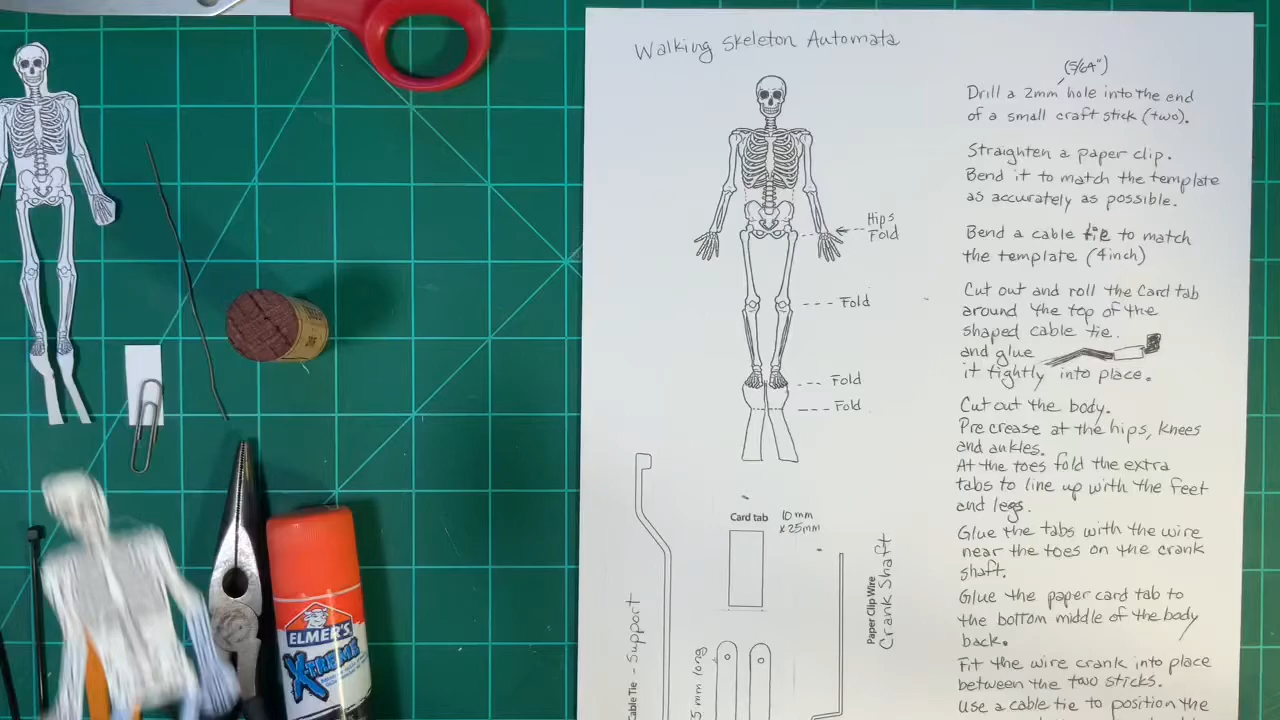 Walking Skeleton Automata
Hips
Fold
Fold
Fold
Fold
Card tab
10 mm
x 25mm
Cable Tie - Support
5 mm long
Paper Clip Wire
Crank Shaft
(5/64")
Drill a 2mm hole into the end
of a small craft stick (two).
Straighten a paper clip.
Bend it to match the template
as accurately as possible.
Bend a cable tie to match
the template (4inch)
Cut out and roll the card tab
around the top of the
shaped cable tie.
and glue
it tightly into place.
Cut out the body.
Pre crease at the hips, knees
and ankles.
At the toes fold the extra
tabs to line up with the feet
and legs.
Glue the tabs with the wire
near the toes on the crank
shaft.
Glue the paper card tab to
the bottom middle of the body
back.
Fit the wire crank into place
between the two sticks.
Use a cable tie to position the
ELMER'S
X-TREME